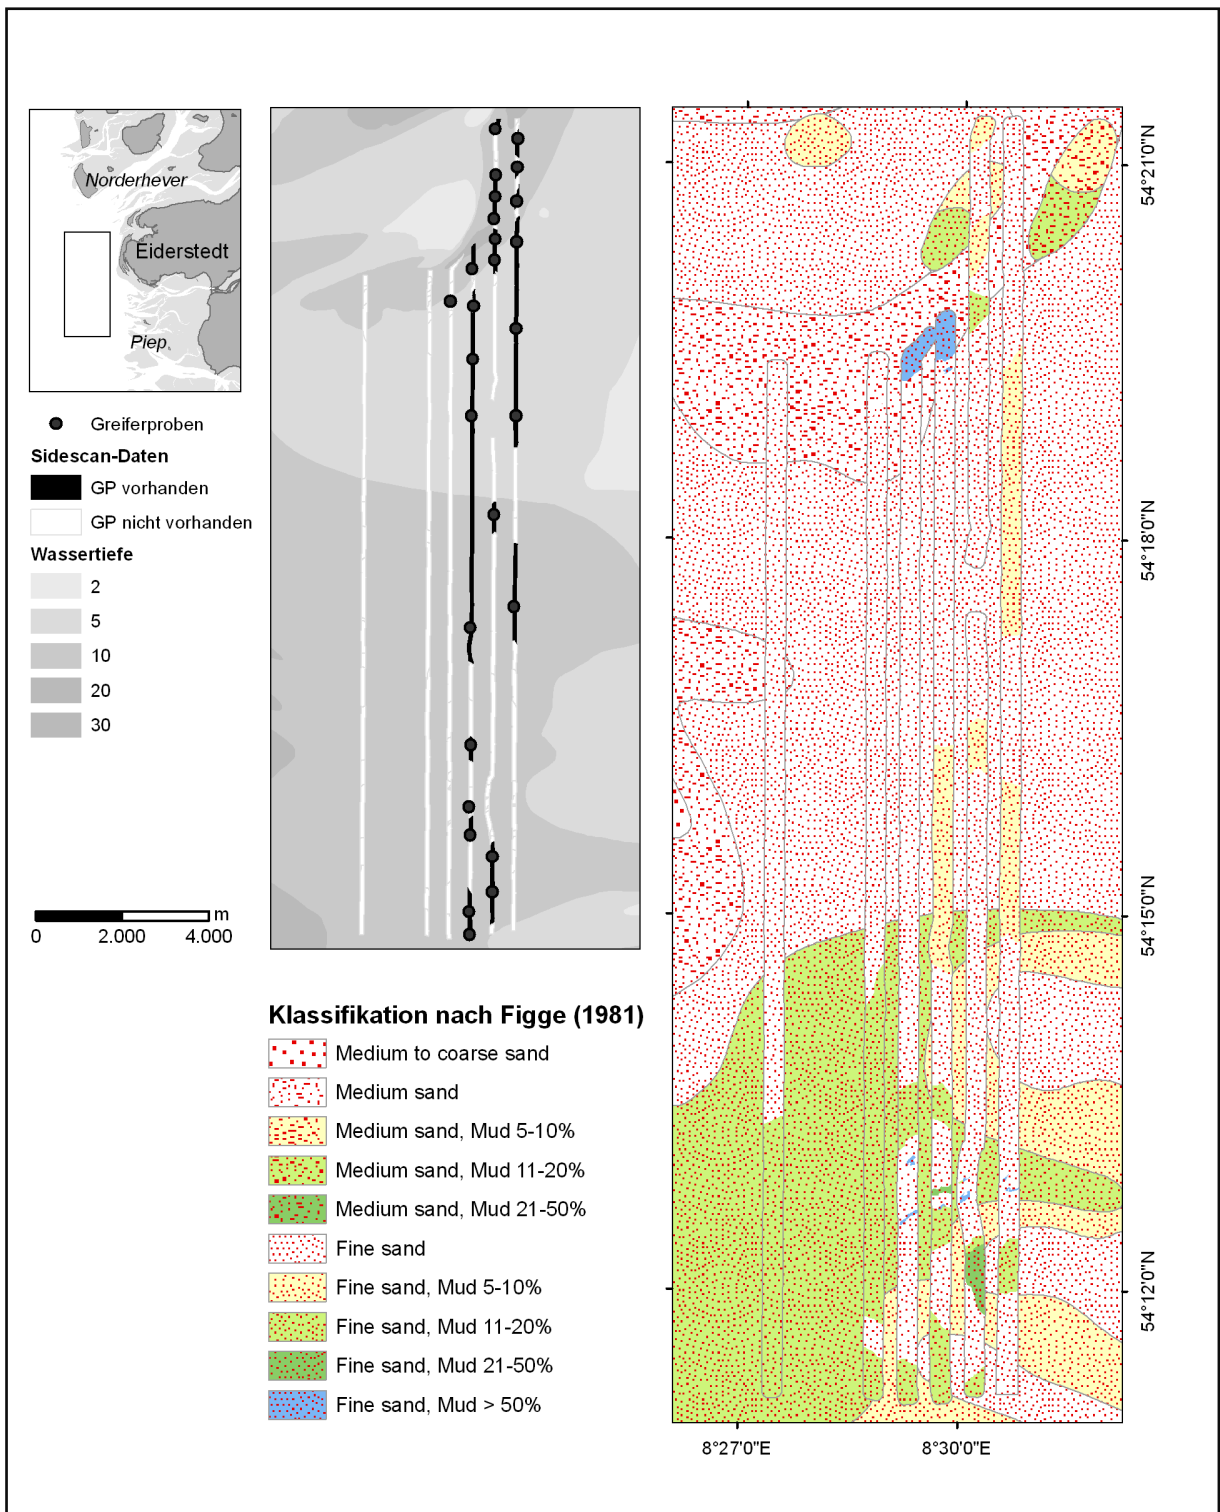 Norderhever
Eiderstedt
Piep
Greiferproben
Sidescan-Daten
GP vorhanden
GP nicht vorhanden
Wassertiefe
2
5
10
20
30
m
0 2.000 4.000
Klassifikation nach Figge (1981)
Medium to coarse sand
Medium sand
Medium sand, Mud 5-10%
Medium sand, Mud 11-20%
Medium sand, Mud 21-50%
Fine sand
Fine sand, Mud 5-10%
Fine sand, Mud 11-20%
Fine sand, Mud 21-50%
Fine sand, Mud > 50%
54°21'0"N
54°18'0"N
54°15'0"N
54°12'0"N
8°27'0"E 8°30'0"E